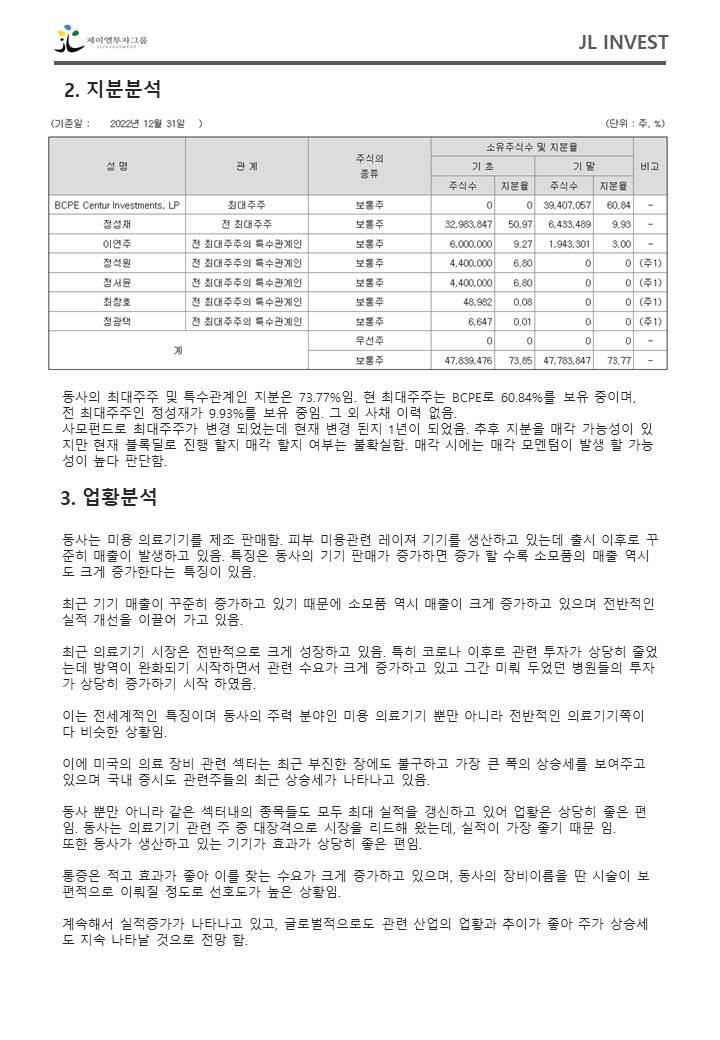 제이엘투자그룹
JLINVESTMENT
JL INVEST
2. 지분분석
(기준일 : 2022년 12월 31일 ) (단위 : 주, %)
성 명 관 계 주식의 종류 소유주식수 및 지분율 비고
기 초 기 말
주식수 지분율 주식수 지분율
BCPE Centur Investments, LP 최대주주 보통주 0 0 39,407,057 60.84 -
정성재 전 최대주주 보통주 32,983,847 50.97 6,433,489 9.93 -
이연주 전 최대주주의 특수관계인 보통주 6,000,000 9.27 1,943,301 3.00 -
정석원 전 최대주주의 특수관계인 보통주 4,400,000 6.80 0 0 (주1)
정서윤 전 최대주주의 특수관계인 보통주 4,400,000 6.80 0 0 (주1)
최창호 전 최대주주의 특수관계인 보통주 48,982 0.08 0 0 (주1)
정광택 전 최대주주의 특수관계인 보통주 6,647 0.01 0 0 (주1)
계 우선주 0 0 0 0 -
보통주 47,839,476 73.85 47,783,847 73.77 -
동사의 최대주주 및 특수관계인 지분은 73.77%임. 현 최대주주는 BCPE로 60.84%를 보유 중이며,
전 최대주주인 정성재가 9.93%를 보유 중임. 그 외 사채 이력 없음.
사모펀드로 최대주주가 변경 되었는데 현재 변경 된지 1년이 되었음. 추후 지분을 매각 가능성이 있
지만 현재 블록딜로 진행 할지 매각 할지 여부는 불확실함. 매각 시에는 매각 모멘텀이 발생 할 가능
성이 높다 판단함.
3. 업황분석
동사는 미용 의료기기를 제조 판매함. 피부 미용관련 레이져 기기를 생산하고 있는데 출시 이후로 꾸
준히 매출이 발생하고 있음. 특징은 동사의 기기 판매가 증가하면 증가 할 수록 소모품의 매출 역시
도 크게 증가한다는 특징이 있음.
최근 기기 매출이 꾸준히 증가하고 있기 때문에 소모품 역시 매출이 크게 증가하고 있으며 전반적인
실적 개선을 이끌어 가고 있음.
최근 의료기기 시장은 전반적으로 크게 성장하고 있음. 특히 코로나 이후로 관련 투자가 상당히 줄었
는데 방역이 완화되기 시작하면서 관련 수요가 크게 증가하고 있고 그간 미뤄 두었던 병원들의 투자
가 상당히 증가하기 시작 하였음.
이는 전세계적인 특징이며 동사의 주력 분야인 미용 의료기기 뿐만 아니라 전반적인 의료기기쪽이
다 비슷한 상황임.
이에 미국의 의료 장비 관련 섹터는 최근 부진한 장에도 불구하고 가장 큰 폭의 상승세를 보여주고
있으며 국내 증시도 관련주들의 최근 상승세가 나타나고 있음.
동사 뿐만 아니라 같은 섹터내의 종목들도 모두 최대 실적을 갱신하고 있어 업황은 상당히 좋은 편
임. 동사는 의료기기 관련 주 중 대장격으로 시장을 리드해 왔는데, 실적이 가장 좋기 때문 임.
또한 동사가 생산하고 있는 기기가 효과가 상당히 좋은 편임.
통증은 적고 효과가 좋아 이를 찾는 수요가 크게 증가하고 있으며, 동사의 장비이름을 딴 시술이 보
편적으로 이뤄질 정도로 선호도가 높은 상황임.
계속해서 실적증가가 나타나고 있고, 글로벌적으로도 관련 산업의 업황과 추이가 좋아 주가 상승세
도 지속 나타날 것으로 전망 함.